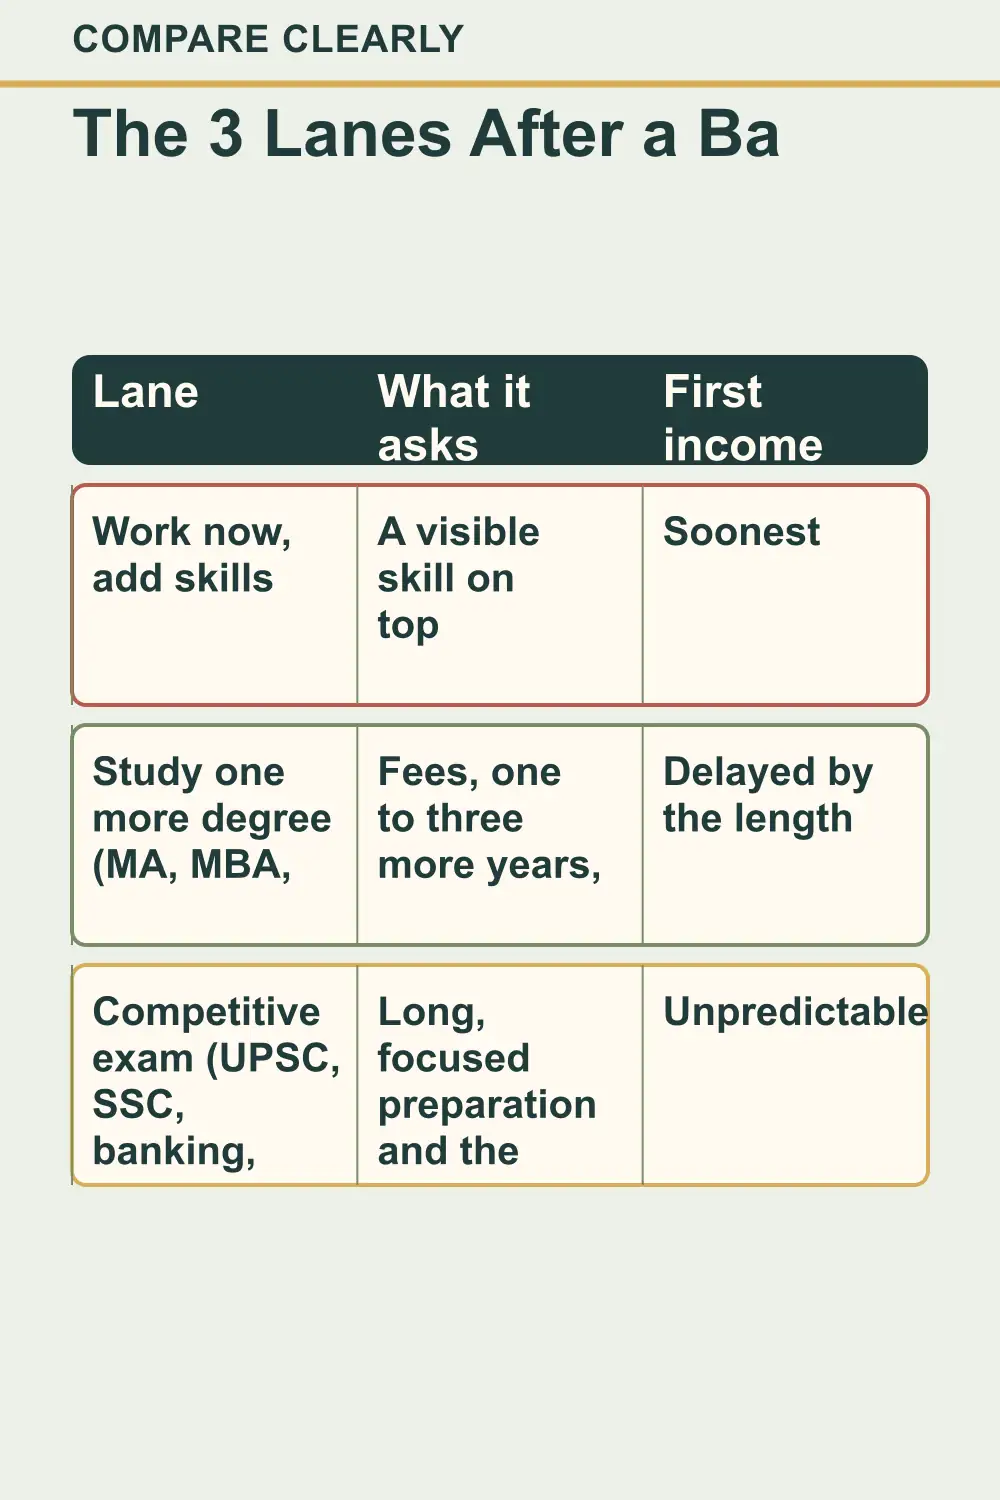 COMPARE CLEARLY
The 3 Lanes After a Ba
Lane
What it
asks
First
income
Work now,
add skills
A visible
skill on
top
Soonest
Study one
more degree
(MA, MBA,
Fees, one
to three
more years,
Delayed by
the length
Competitive
exam (UPSC,
SSC,
banking,
Long,
focused
preparation
and the
Unpredictable